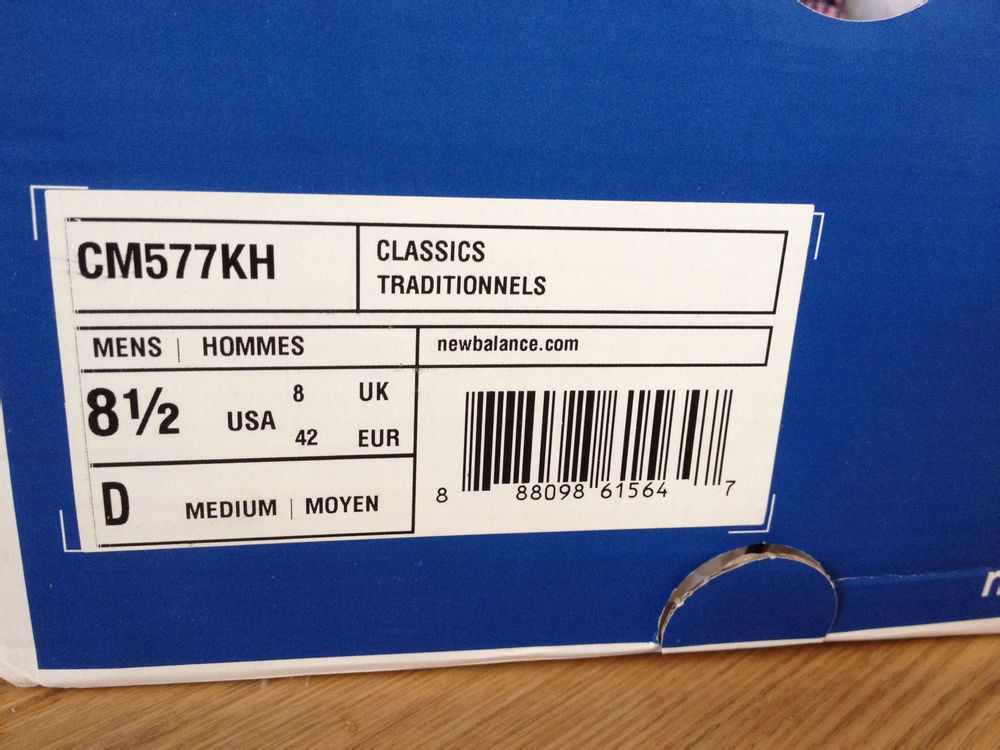 CM577KH
CLASSICS
TRADITIONNELS
MENS | HOMMES
newbalance.com
8½ USA
8 UK
42 EUR
D MEDIUM | MOYEN
8 88098 61564 7